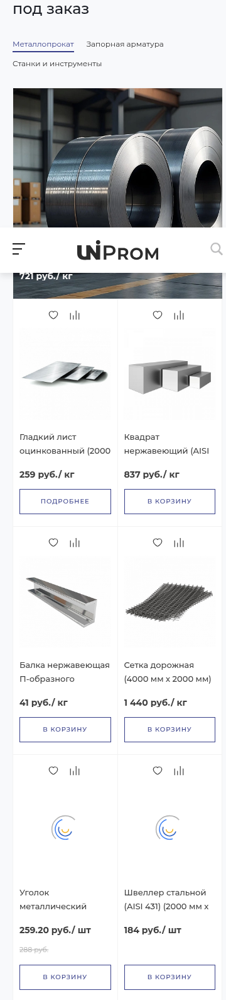 под заказ
Металлопрокат
Запорная арматура
Станки и инструменты
UNIPROM
721 руб./ кг
Гладкий лист
оцинкованный (2000
259 руб./ кг
ПОДРОБНЕЕ
Квадрат
нержавеющий (AISI
837 руб./ кг
В КОРЗИНУ
Балка нержавеющая
П-образного
41 руб./ кг
В КОРЗИНУ
Сетка дорожная
(4000 мм х 2000 мм)
1 440 руб./ кг
В КОРЗИНУ
Уголок
металлический
259.20 руб./ шт
288 руб.
В КОРЗИНУ
Швеллер стальной
(AISI 431) (2000 мм х
184 руб./ шт
В КОРЗИНУ